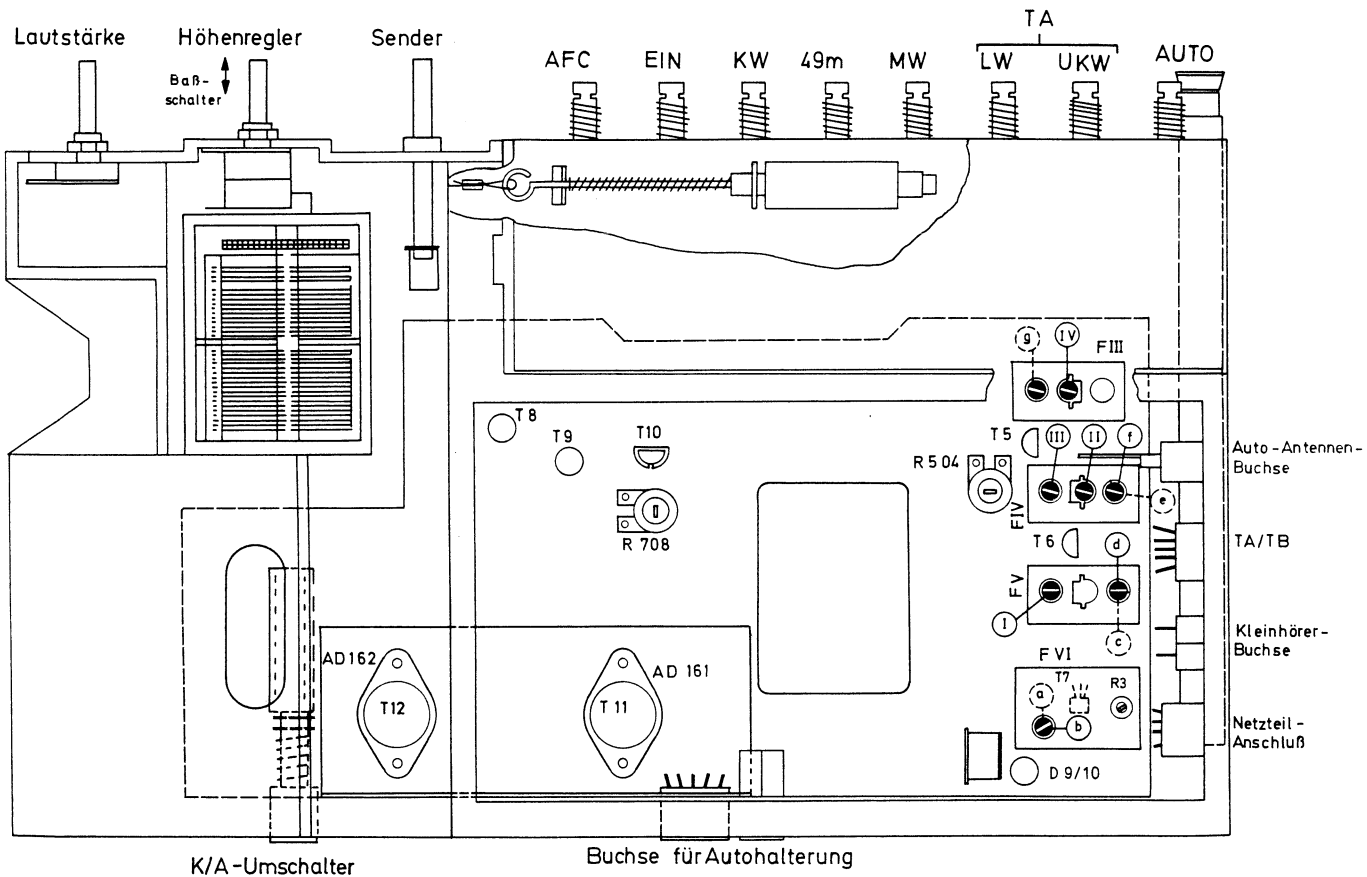 TA
Lautstärke
Höhenregler
Sender
AFC
EIN
KW
49m
MW
LW
UKW
AUTO
Baß-
schalter
g
IV
FIII
T8
T9
T10
T5
III
II
f
R504
Auto-Antennen-
Buchse
e
FIV
R 708
T6
d
TA/TB
FV
I
c
Kleinhörer-
Buchse
AD162
AD 161
F VI
T7
R3
a
T12
T 11
b
Netzteil-
Anschluß
D 9/10
K/A-Umschalter
Buchse für Autohalterung